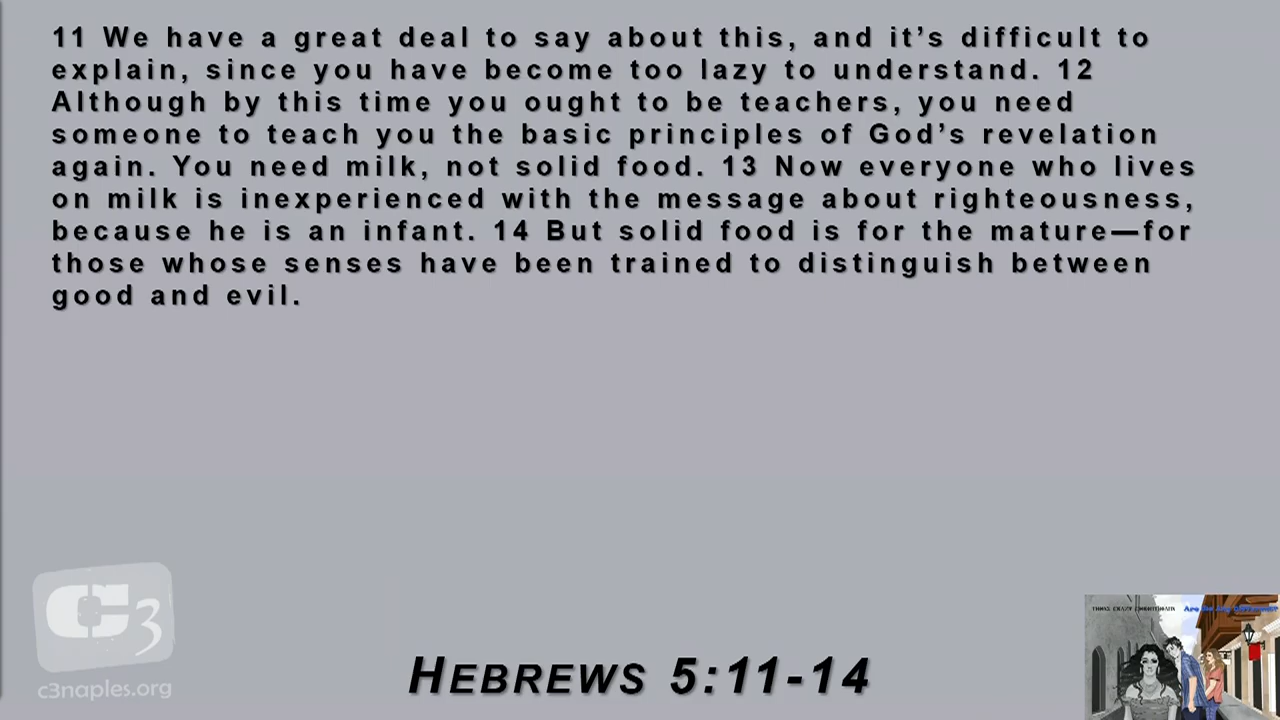 11 We have a great deal to say about this, and it’s difficult to
explain, since you have become too lazy to understand. 12
Although by this time you ought to be teachers, you need
someone to teach you the basic principles of God’s revelation
again. You need milk, not solid food. 13 Now everyone who lives
on milk is inexperienced with the message about righteousness,
because he is an infant. 14 But solid food is for the mature—for
those whose senses have been trained to distinguish between
good and evil.
C3
c3naples.org
HEBREWS 5:11-14
THOSE CRAZY CORINTHIANS
Are